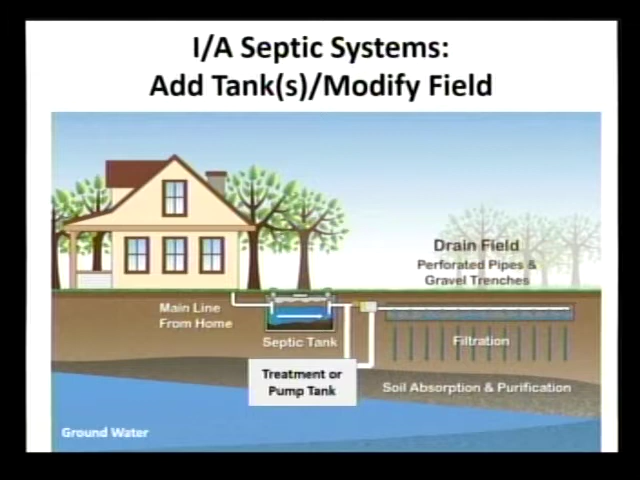 I/A Septic Systems:
Add Tank(s)/Modify Field
Drain Field
Perforated Pipes &
Gravel Trenches
Main Line
From Home
Septic Tank
Filtration
Treatment or
Pump Tank
Soil Absorption & Purification
Ground Water